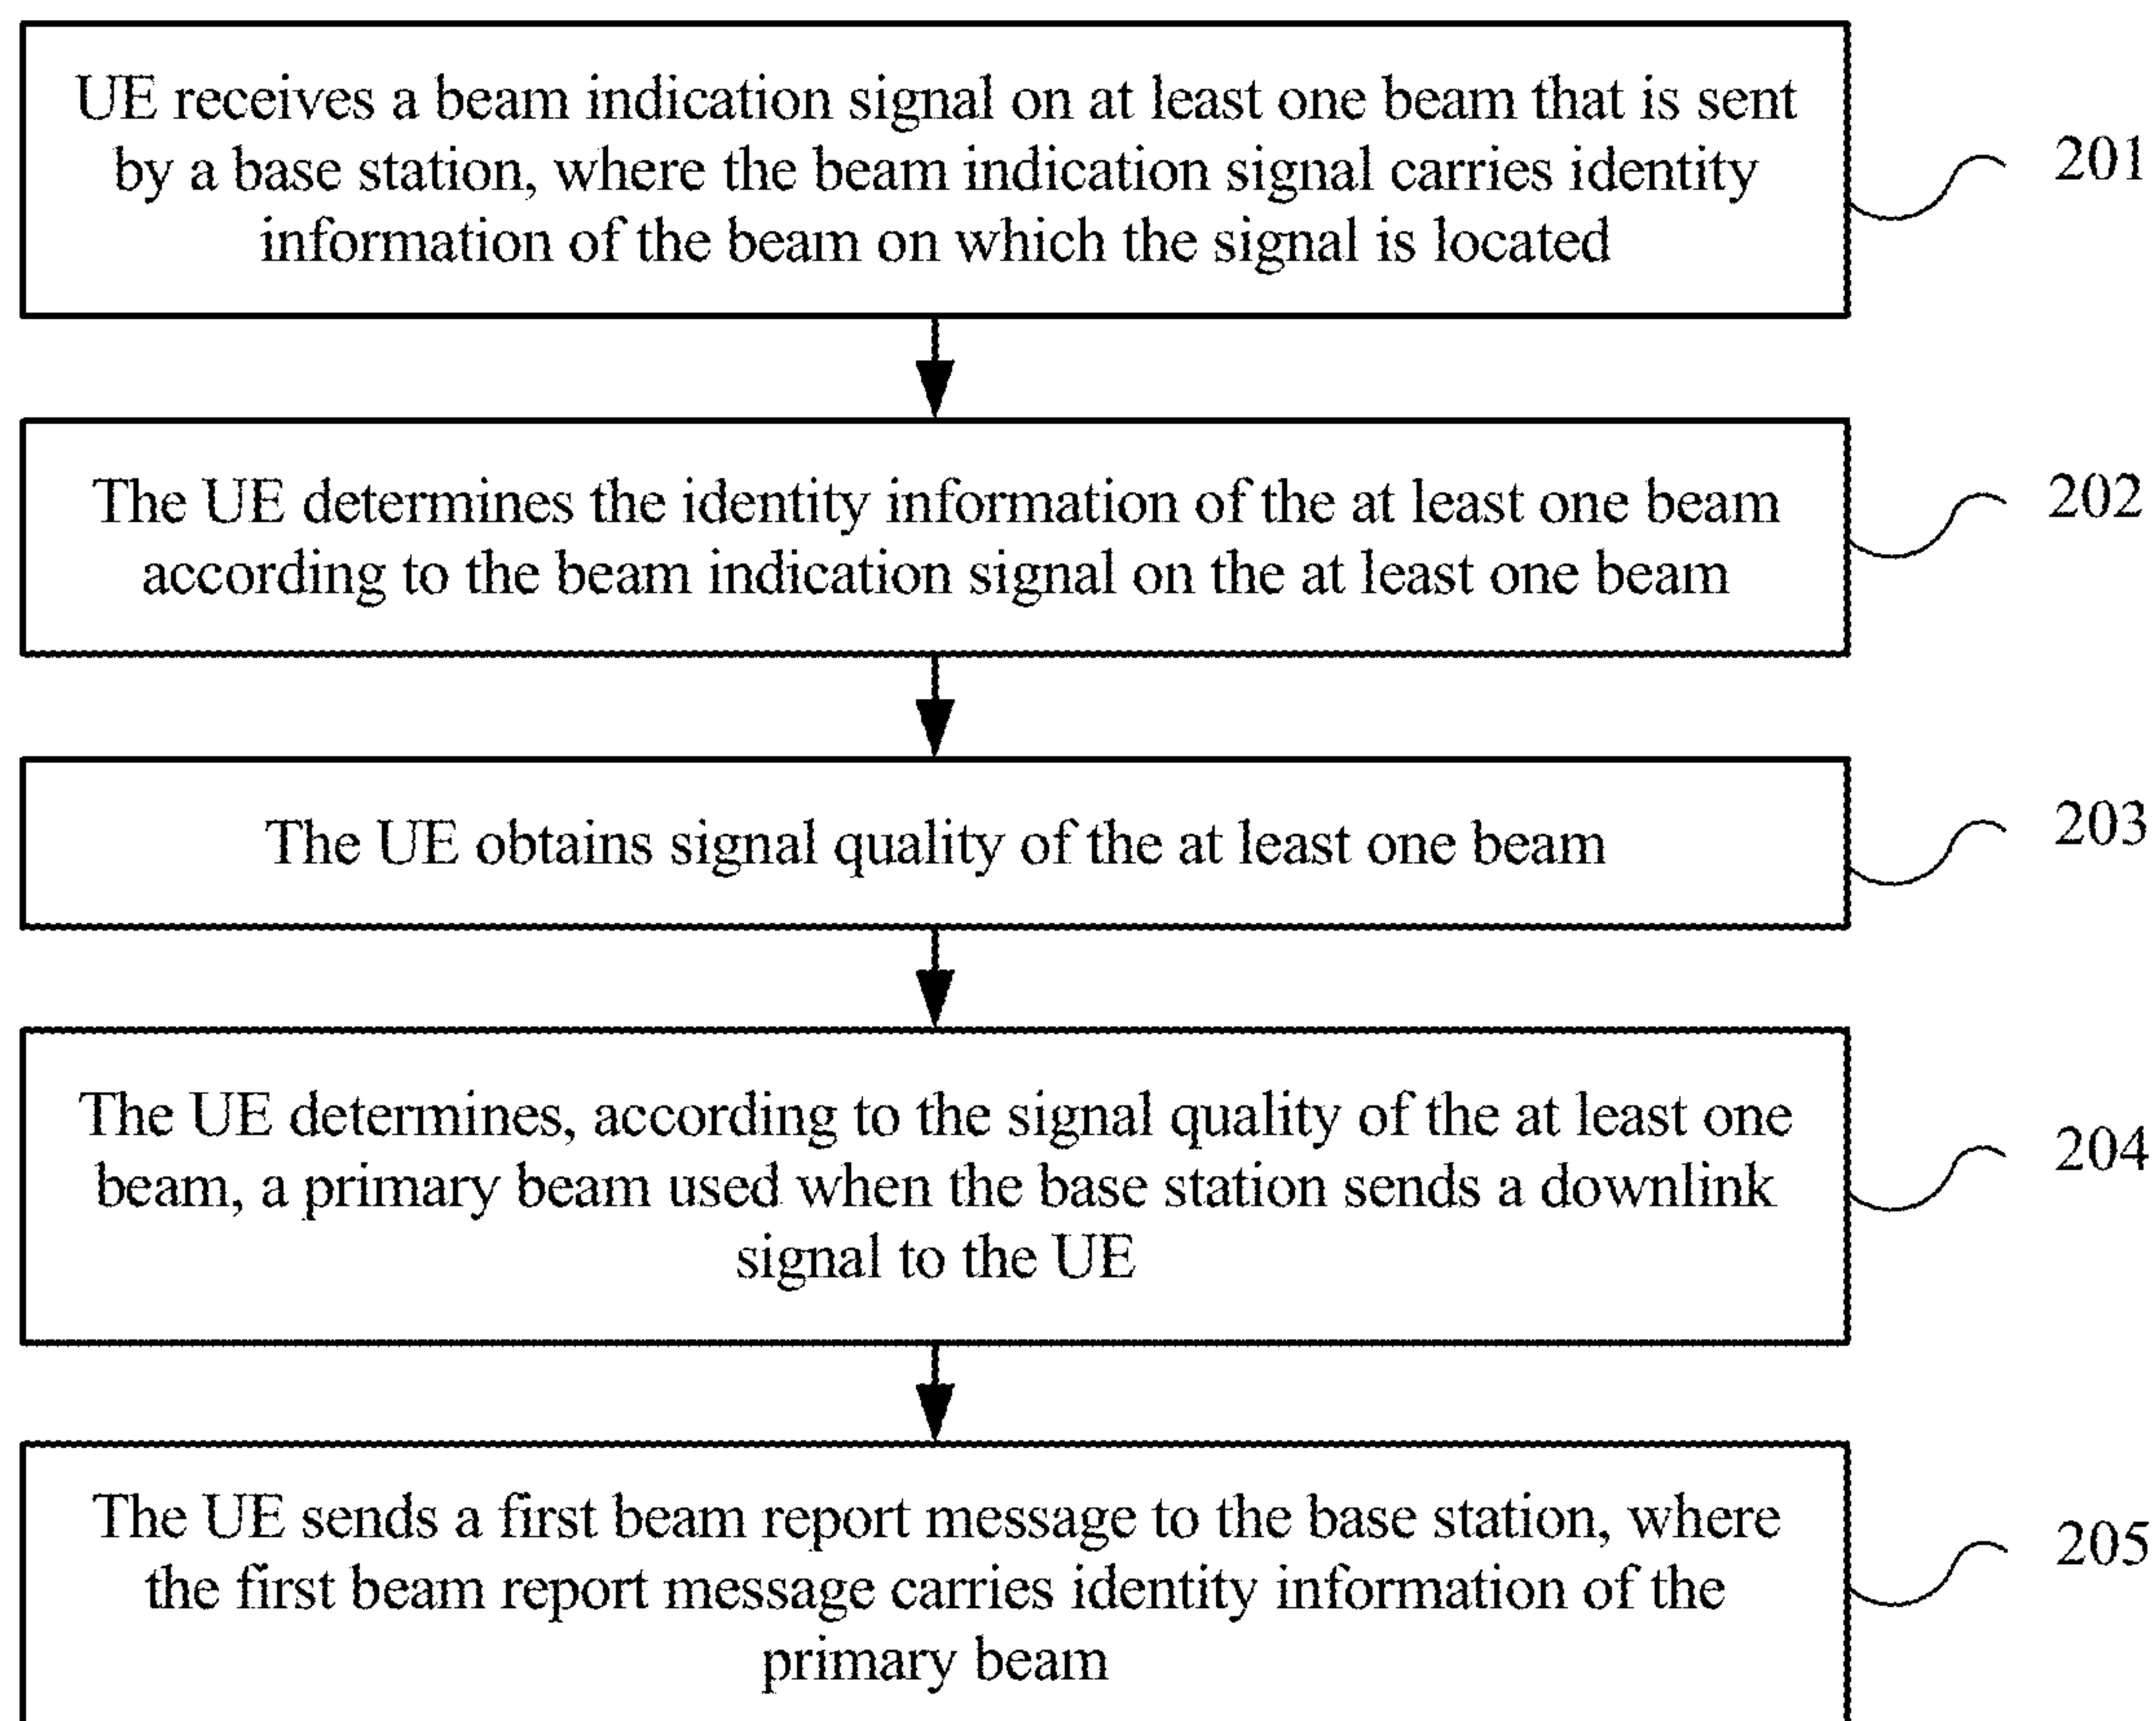 UE receives a beam indication signal on at least one beam that is sent
by a base station, where the beam indication signal carries identity
information of the beam on which the signal is located
201
The UE determines the identity information of the at least one beam
according to the beam indication signal on the at least one beam
202
The UE obtains signal quality of the at least one beam
203
The UE determines, according to the signal quality of the at least one
beam, a primary beam used when the base station sends a downlink
signal to the UE
204
The UE sends a first beam report message to the base station, where
the first beam report message carries identity information of the
primary beam
205